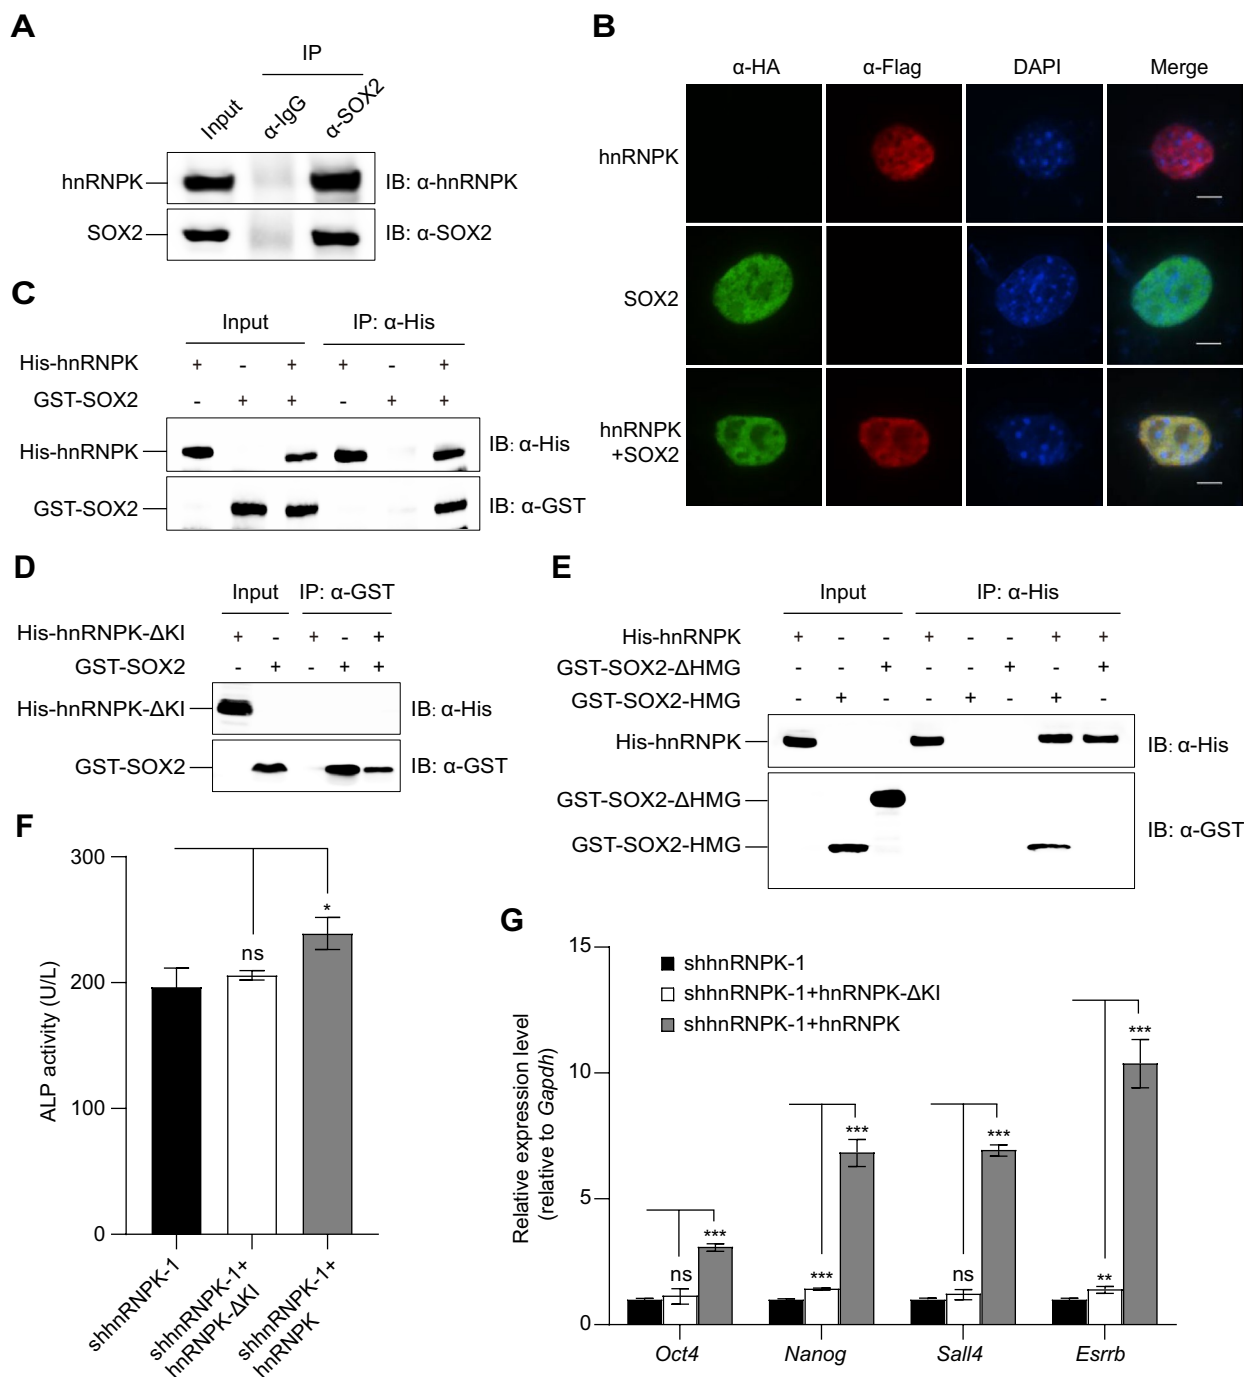 A
IP
Input
α-IgG
α-SOX2
hnRNPK
IB: α-hnRNPK
SOX2
IB: α-SOX2
B
α-HA
α-Flag
DAPI
Merge
hnRNPK
SOX2
hnRNPK
+SOX2
C
Input
IP: α-His
His-hnRNPK + - + + - +
GST-SOX2 - + + - + +
His-hnRNPK
IB: α-His
GST-SOX2
IB: α-GST
D
Input
IP: α-GST
His-hnRNPK-ΔKI + - + - +
GST-SOX2 - + - + +
His-hnRNPK-ΔKI
IB: α-His
GST-SOX2
IB: α-GST
E
Input
IP: α-His
His-hnRNPK + - - + - - + +
GST-SOX2-ΔHMG - - + - - + - +
GST-SOX2-HMG - + - - - - + -
His-hnRNPK
IB: α-His
GST-SOX2-ΔHMG
GST-SOX2-HMG
IB: α-GST
F
ALP activity (U/L)
300
200
100
0
ns
*
shhnRNPK-1
shhnRNPK-1+
hnRNPK-ΔKI
shhnRNPK-1+
hnRNPK
G
Relative expression level
(relative to Gapdh)
15
10
5
0
shhnRNPK-1
shhnRNPK-1+hnRNPK-ΔKI
shhnRNPK-1+hnRNPK
ns
***
***
***
ns
***
**
***
Oct4
Nanog
Sall4
Esrrb